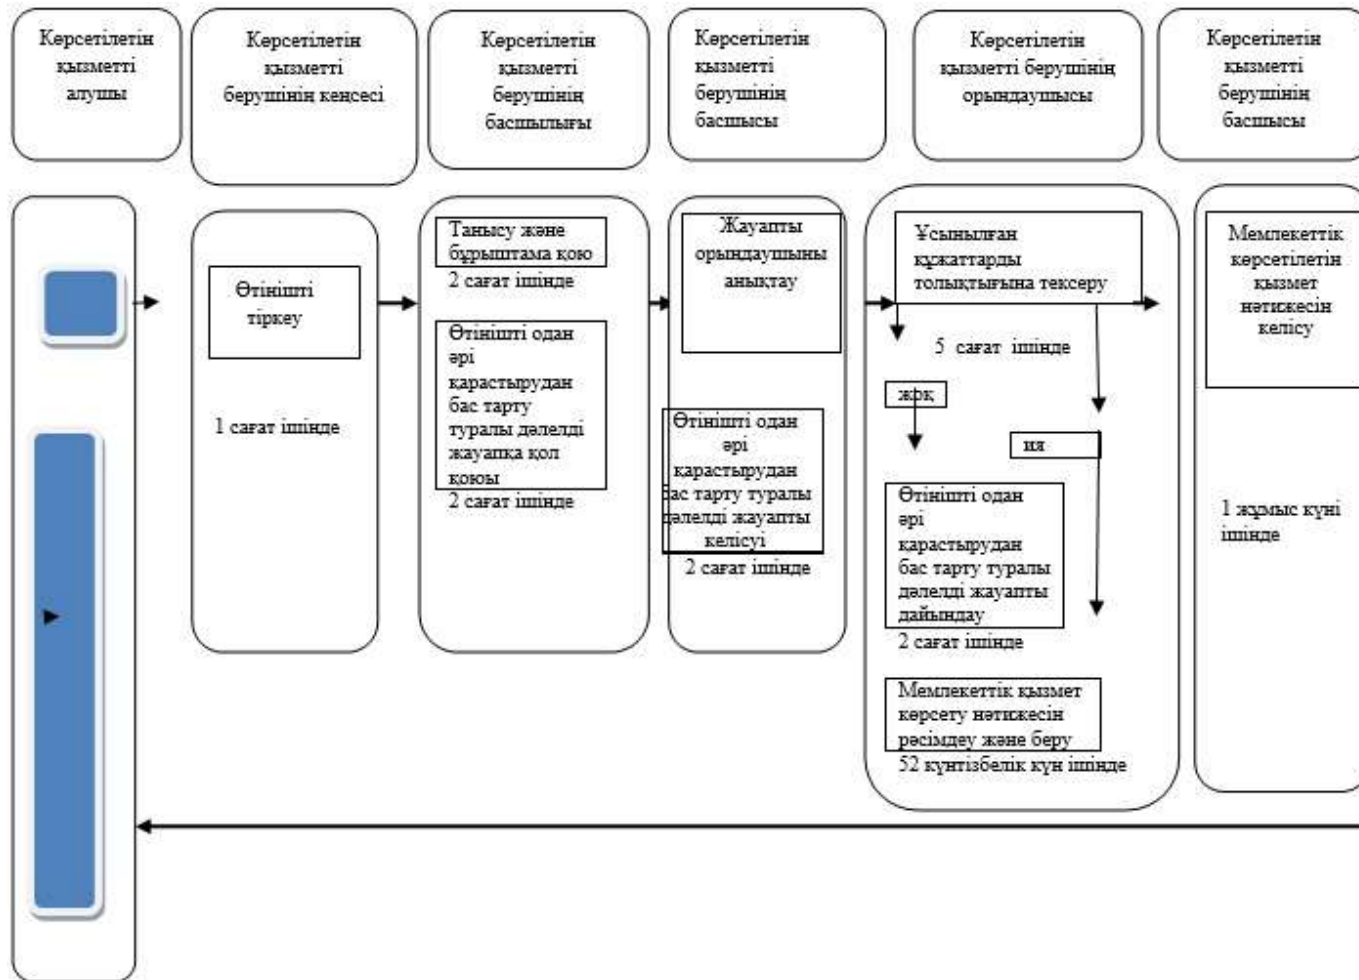 Көрсетілетін
қызметті
алушы
Көрсетілетін
қызметті
берушінің кеңсесі
Көрсетілетін
қызметті
берушінің
басшылығы
Көрсетілетін
қызметті
берушінің
басшысы
Көрсетілетін
қызметті берушінің
орындаушысы
Көрсетілетін
қызметті
берушінің
басшысы
Өтінішті
тіркеу
1 сағат ішінде
Танысу және
бұрыштама қою
2 сағат ішінде
Өтінішті одан
әрі
қарастырудан
бас тарту
туралы дәлелді
жауапқа қол
қоюы
2 сағат ішінде
Жауапты
орындаушыны
анықтау
Өтінішті одан
әрі
қарастырудан
бас тарту туралы
дәлелді жауапты
келісуі
2 сағат ішінде
Ұсынылған
құжаттарды
толықтығына тексеру
5 сағат ішінде
жоқ
ия
Өтінішті одан
әрі
қарастырудан
бас тарту туралы
дәлелді жауапты
дайындау
2 сағат ішінде
Мемлекеттік қызмет
көрсету нәтижесін
рәсімдеу және беру
52 күнтізбелік күн ішінде
Мемлекеттік
көрсетілетін
қызмет
нәтижесін
келісу
1 жұмыс күні
ішінде